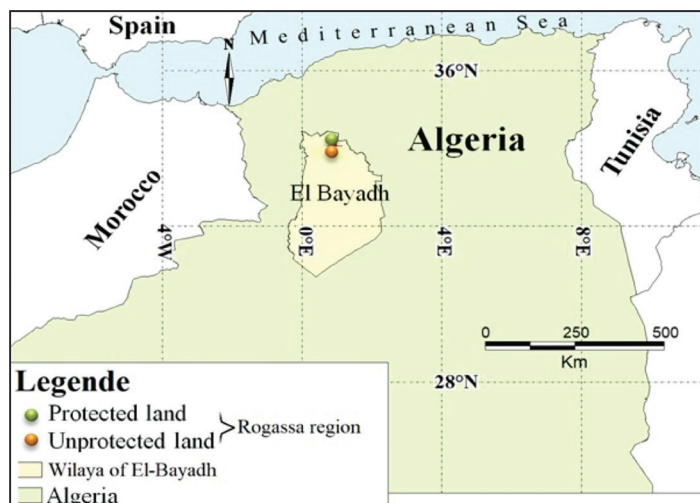 Spain
Mediterranean Sea
N
36°N
Algeria
Tunisia
Morocco
El Bayadh
4°W
0°E
4°E
8°E
0 250 500
Km
28°N
Legende
Protected land
Unprotected land
Rogassa region
Wilaya of El-Bayadh
Algeria